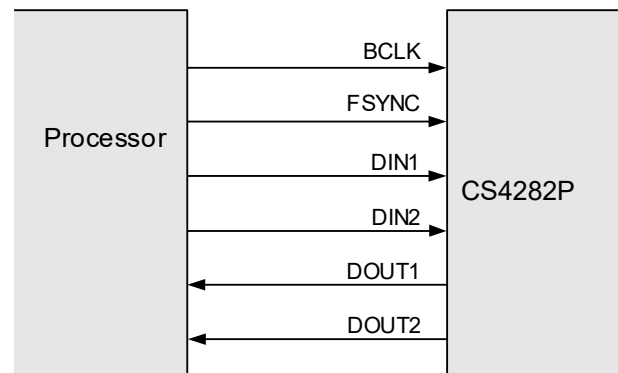 BCLK
FSYNC
Processor
DIN1
CS4282P
DIN2
DOUT1
DOUT2